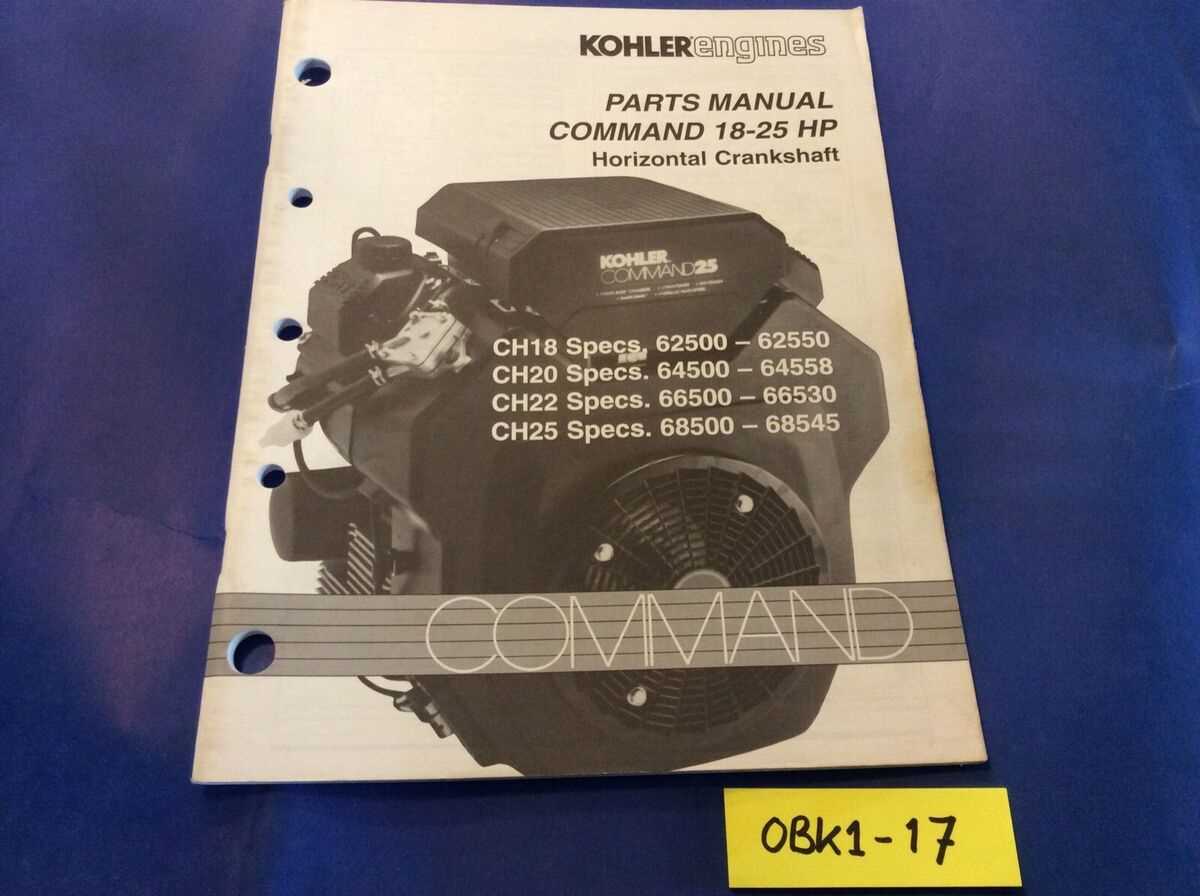 KOHLERengines
PARTS MANUAL
COMMAND 18-25 HP
Horizontal Crankshaft
KOHLER
COMMAND25
CH18 Specs. 62500 – 62550
CH20 Specs. 64500 – 64558
CH22 Specs. 66500 – 66530
CH25 Specs. 68500 – 68545
COMMAND
OBK1-17